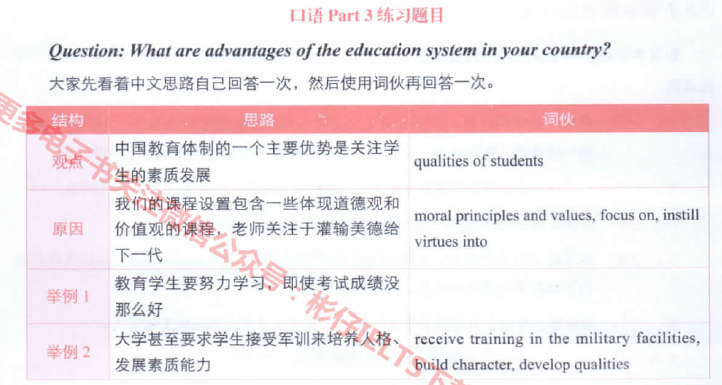 口语 Part 3 练习题目
Question: What are advantages of the education system in your country?
大家先看着中文思路自己回答一次，然后使用词伙再回答一次。
结构 思路 词伙
观点
中国教育体制的一个主要优势是关注学
生的素质发展
qualities of students
原因
我们的课程设置包含一些体现道德观和
价值观的课程，老师关注于灌输美德给
下一代
moral principles and values, focus on, instill
virtues into
举例 1
教育学生要努力学习，即使考试成绩没
那么好
举例 2
大学甚至要求学生接受军训来培养人格、
发展素质能力
receive training in the military facilities,
build character, develop qualities
更多电子书关注微信公众号：彬仔IELTS